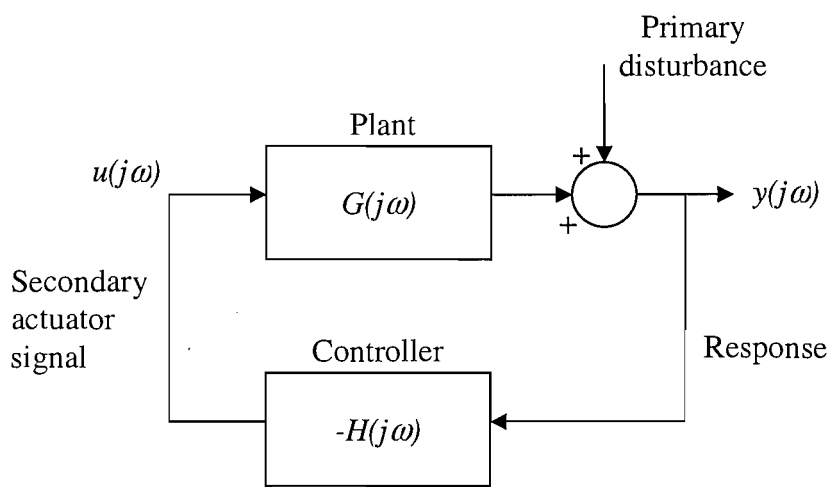 Primary
disturbance
Plant
+
u(jω)
G(jω)
y(jω)
+
Secondary
actuator
signal
Controller
Response
-H(jω)